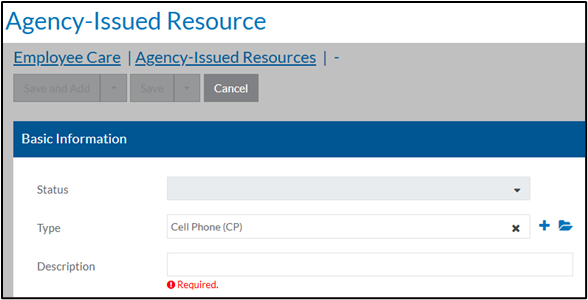 Agency-Issued Resource
Employee Care | Agency-Issued Resources | -
Save and Add Save Cancel
Basic Information
Status
Type Cell Phone (CP)
Description
Required.